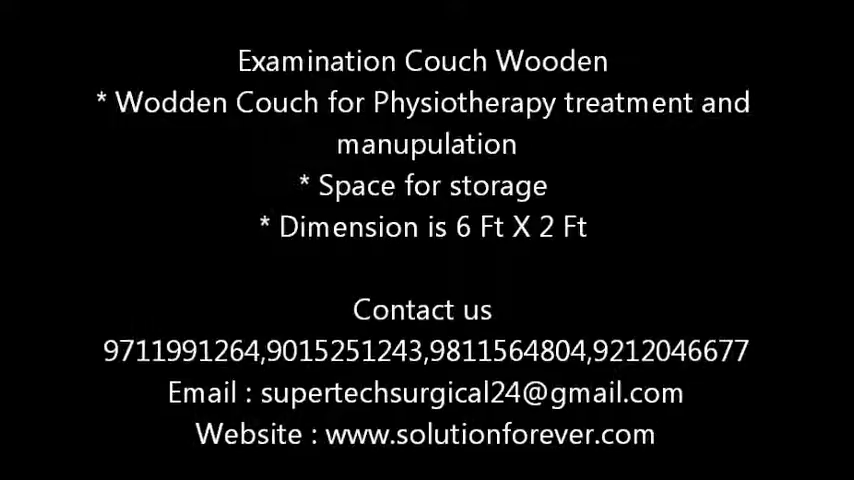 Examination Couch Wooden
* Wodden Couch for Physiotherapy treatment and
manupulation
* Space for storage
* Dimension is 6 Ft X 2 Ft
Contact us
9711991264,9015251243,9811564804,9212046677
Email : supertechsurgical24@gmail.com
Website : www.solutionforever.com